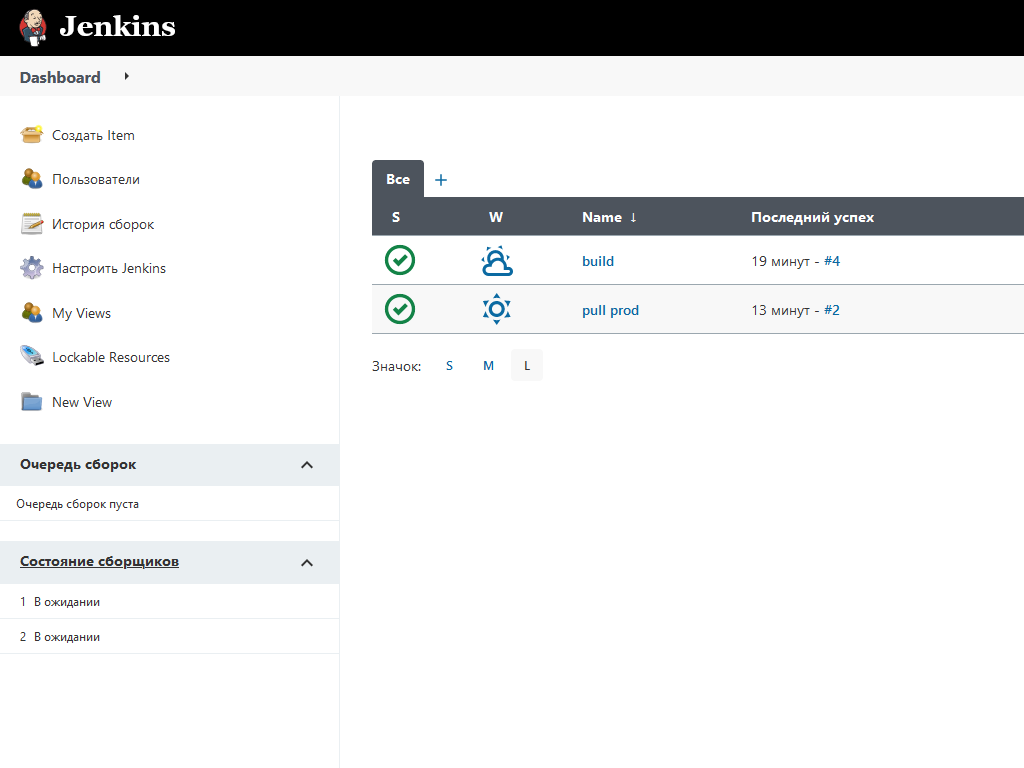 Jenkins
Dashboard
Создать Item
Пользователи
История сборок
Настроить Jenkins
My Views
Lockable Resources
New View
Очередь сборок
Очередь сборок пуста
Состояние сборщиков
1 В ожидании
2 В ожидании
Все +
S W Name ↓ Последний успех
build 19 минут - #4
pull prod 13 минут - #2
Значок: S M L